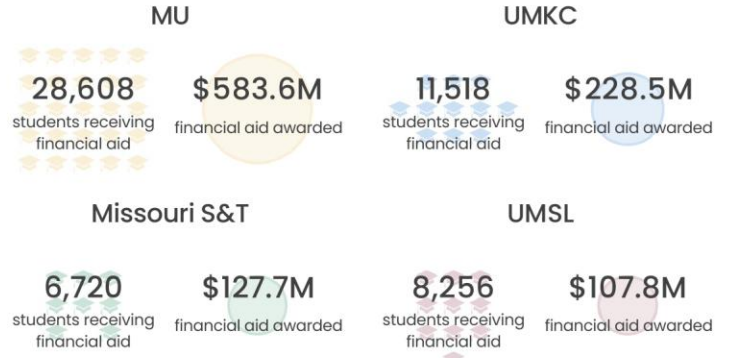 MU
28,608
students receiving
financial aid
$583.6M
financial aid awarded
UMKC
11,518
students receiving
financial aid
$228.5M
financial aid awarded
Missouri S&T
6,720
students receiving
financial aid
$127.7M
financial aid awarded
UMSL
8,256
students receiving
financial aid
$107.8M
financial aid awarded